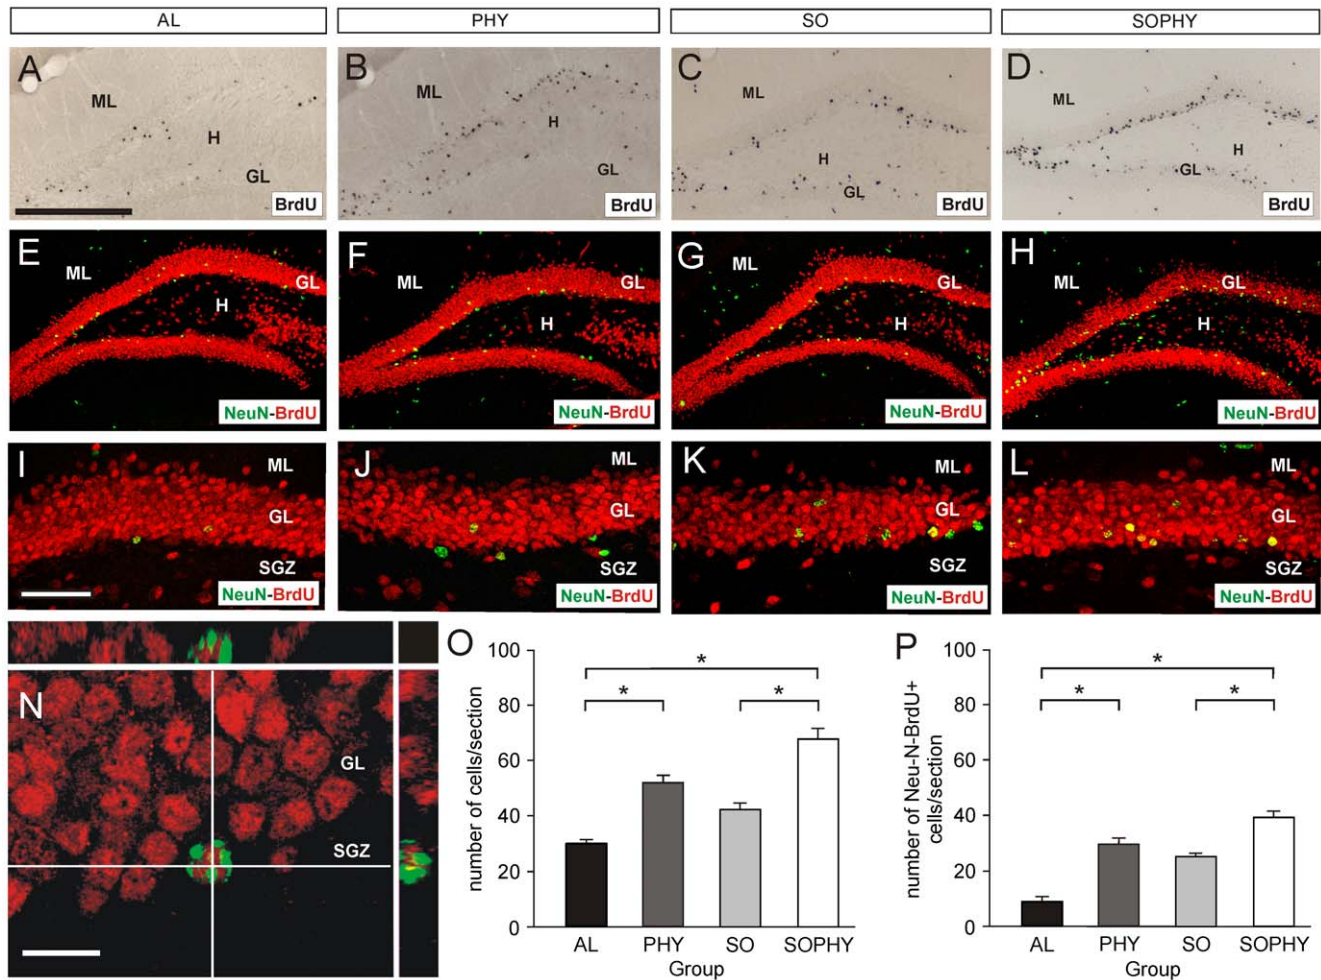 AL PHY SO SOPHY
A ML H GL BrdU
B ML H GL BrdU
C ML H GL BrdU
D ML H GL BrdU
E ML GL H NeuN-BrdU
F ML GL H NeuN-BrdU
G ML GL H NeuN-BrdU
H ML GL H NeuN-BrdU
I ML GL SGZ NeuN-BrdU
J ML GL SGZ NeuN-BrdU
K ML GL SGZ NeuN-BrdU
L ML GL SGZ NeuN-BrdU
N
GL
SGZ
O
number of cells/section
100
80
60
40
20
0
*
* *
AL PHY SO SOPHY
Group
P
number of Neu-N-BrdU+
cells/section
100
80
60
40
20
0
*
* *
AL PHY SO SOPHY
Group